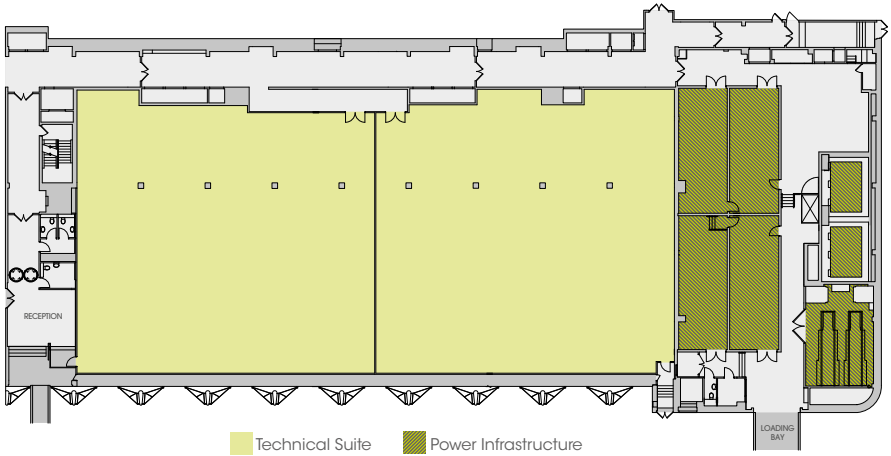 RECEPTION
LOADING
BAY
Technical Suite
Power Infrastructure